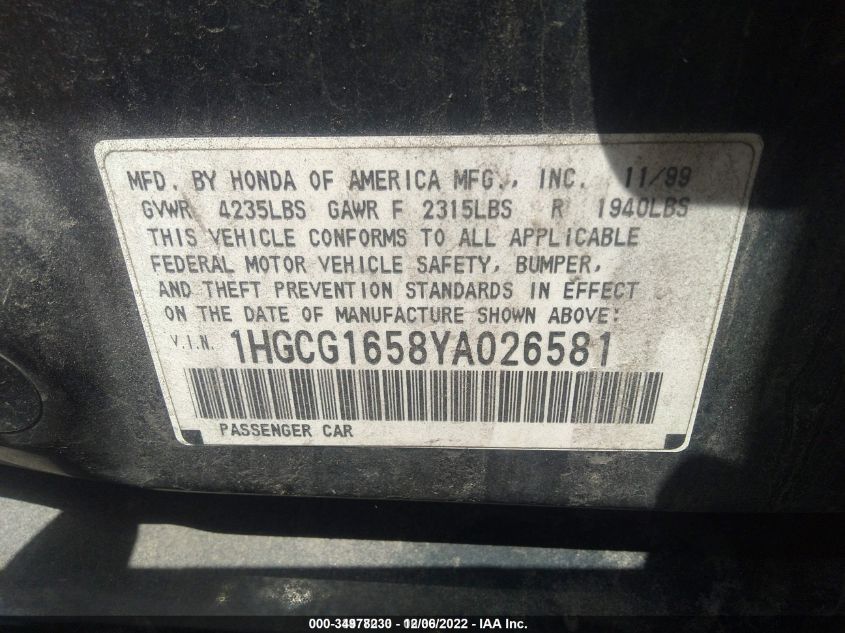 MFD. BY HONDA OF AMERICA MFG., INC. 11/99
GVWR 4235LBS GAWR F 2315LBS R 1940LBS
THIS VEHICLE CONFORMS TO ALL APPLICABLE
FEDERAL MOTOR VEHICLE SAFETY, BUMPER,
AND THEFT PREVENTION STANDARDS IN EFFECT
ON THE DATE OF MANUFACTURE SHOWN ABOVE:
V.I.N. 1HGCG1658YA026581
PASSENGER CAR
12/06/2022 - IAA Inc.